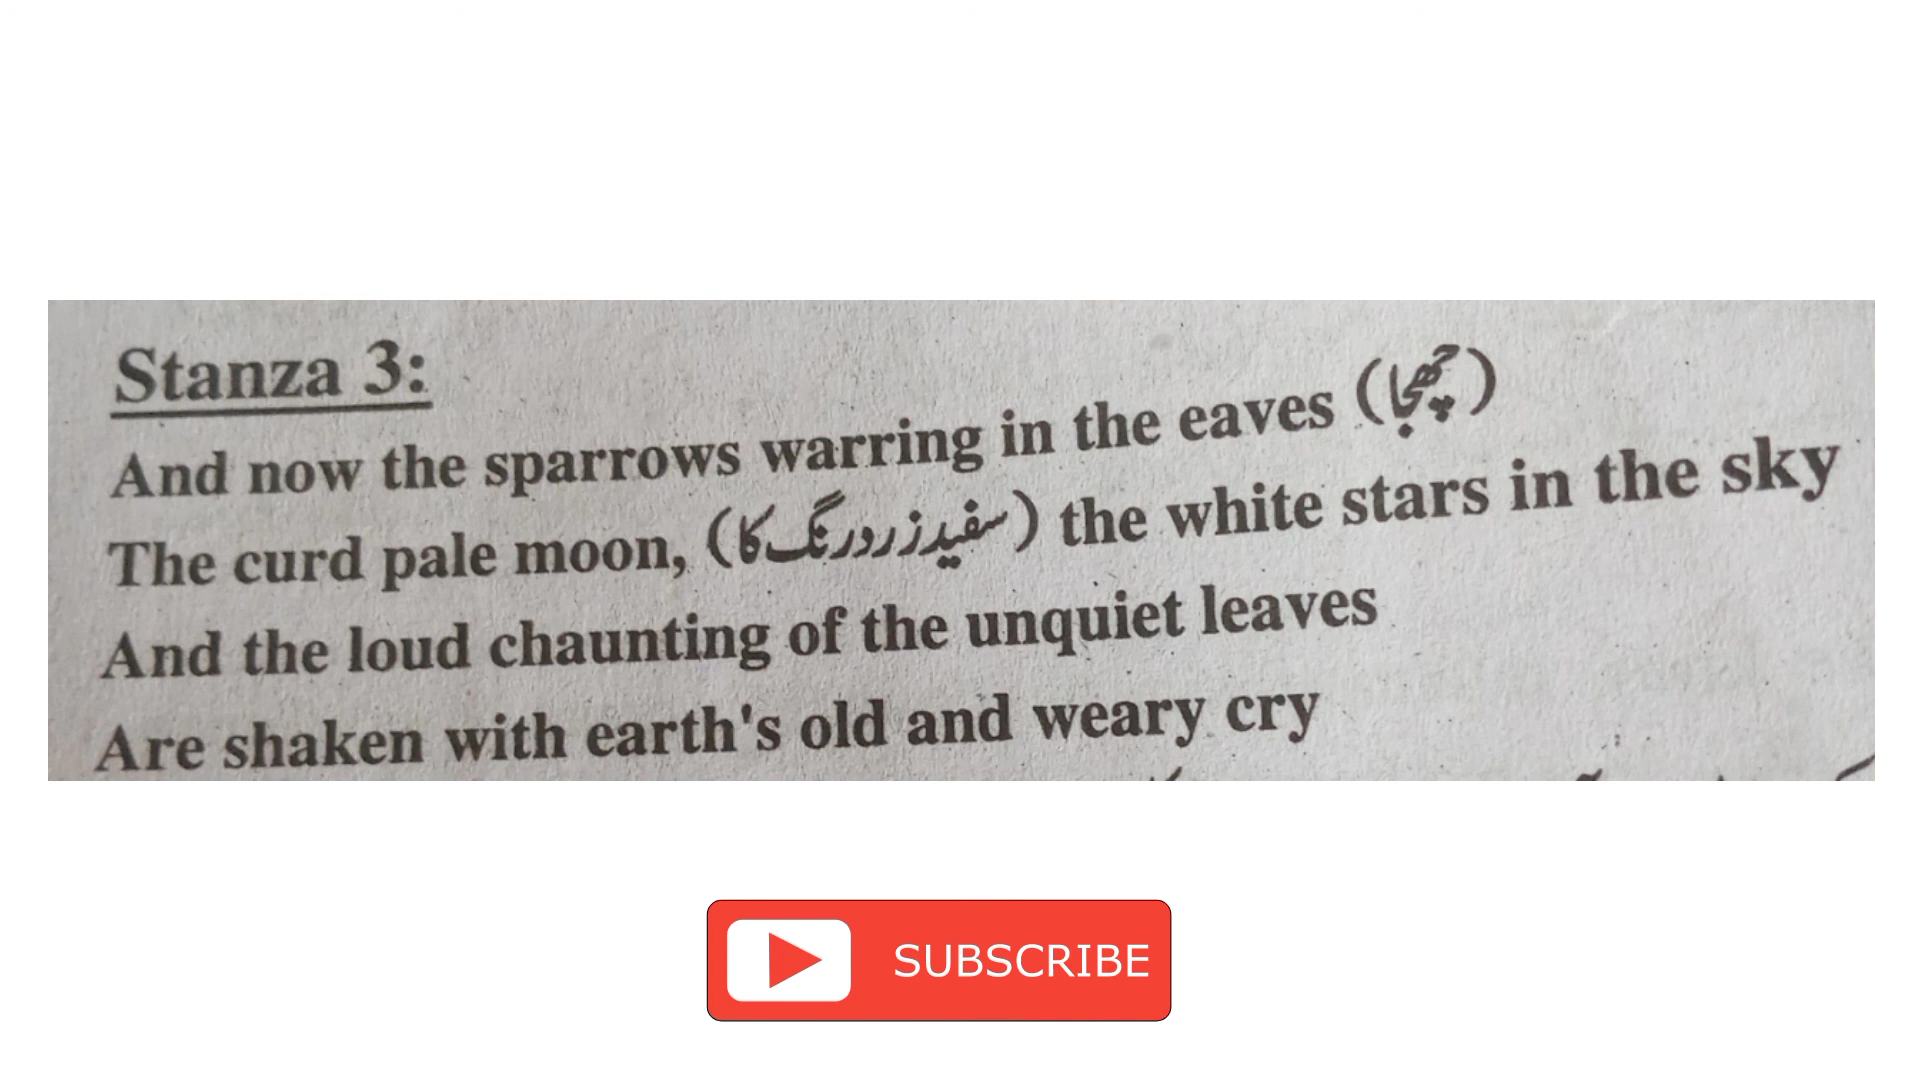 Stanza 3:
And now the sparrows warring in the eaves (چھجا)
The curd pale moon, (سفید زرد رنگ کا) the white stars in the sky
And the loud chaunting of the unquiet leaves
Are shaken with earth's old and weary cry
SUBSCRIBE